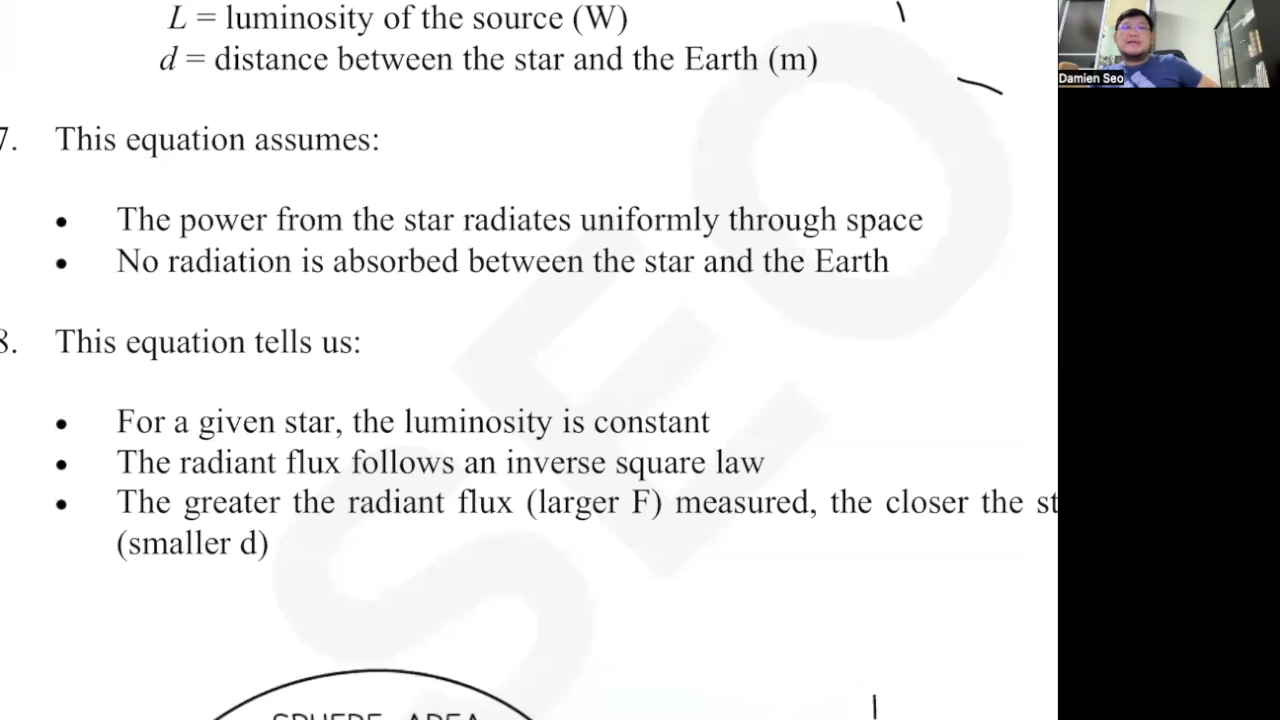 L = luminosity of the source (W)
d = distance between the star and the Earth (m)
7. This equation assumes:
• The power from the star radiates uniformly through space
• No radiation is absorbed between the star and the Earth
8. This equation tells us:
• For a given star, the luminosity is constant
• The radiant flux follows an inverse square law
• The greater the radiant flux (larger F) measured, the closer the st
(smaller d)
SPHERE AREA
SEO
Damien Seo